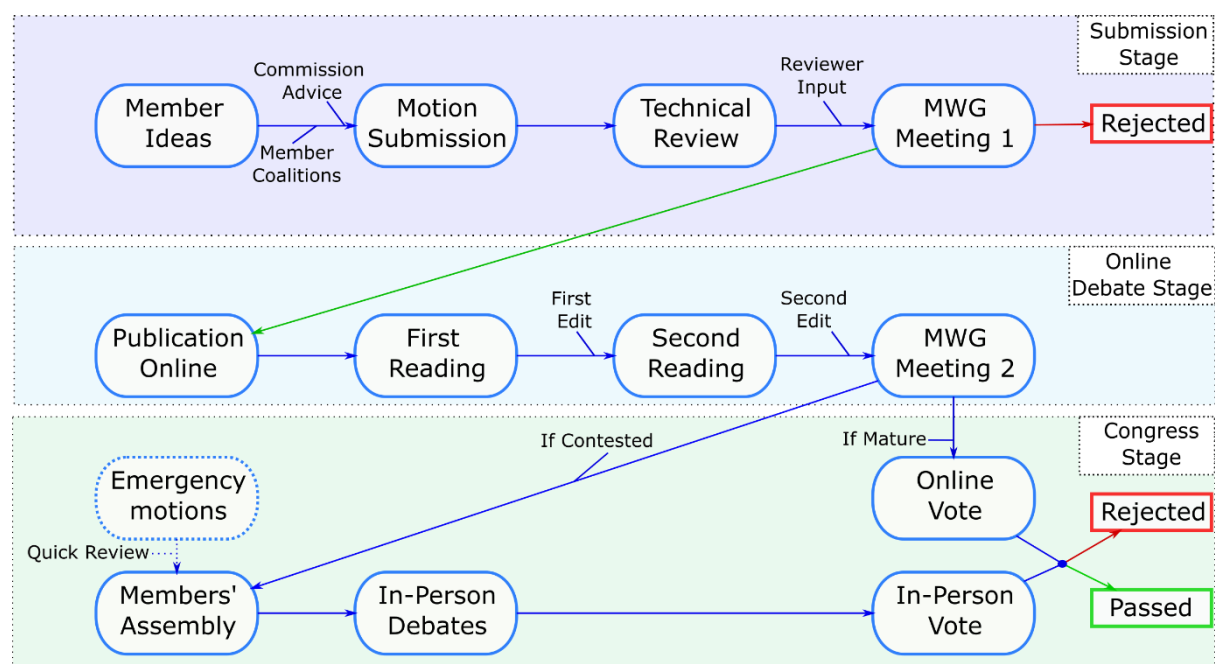 Submission
Stage
Commission
Advice
Member
Ideas
Member
Coalitions
Motion
Submission
Technical
Review
Reviewer
Input
MWG
Meeting 1
Rejected
Online
Debate Stage
Publication
Online
First
Reading
First
Edit
Second
Reading
Second
Edit
MWG
Meeting 2
Congress
Stage
If Contested
If Mature
Emergency
motions
Quick Review
Online
Vote
Rejected
Members'
Assembly
In-Person
Debates
In-Person
Vote
Passed